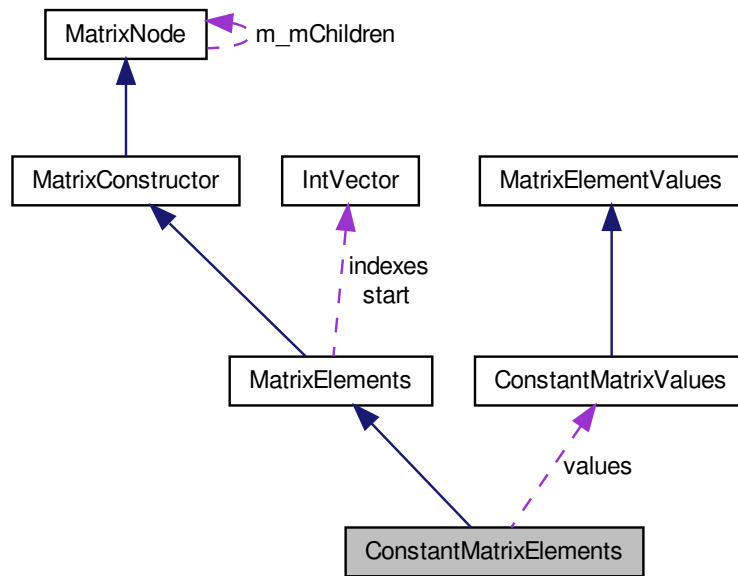 MatrixNode
m_mChildren
MatrixConstructor
IntVector
MatrixElementValues
indexes
start
MatrixElements
ConstantMatrixValues
values
ConstantMatrixElements